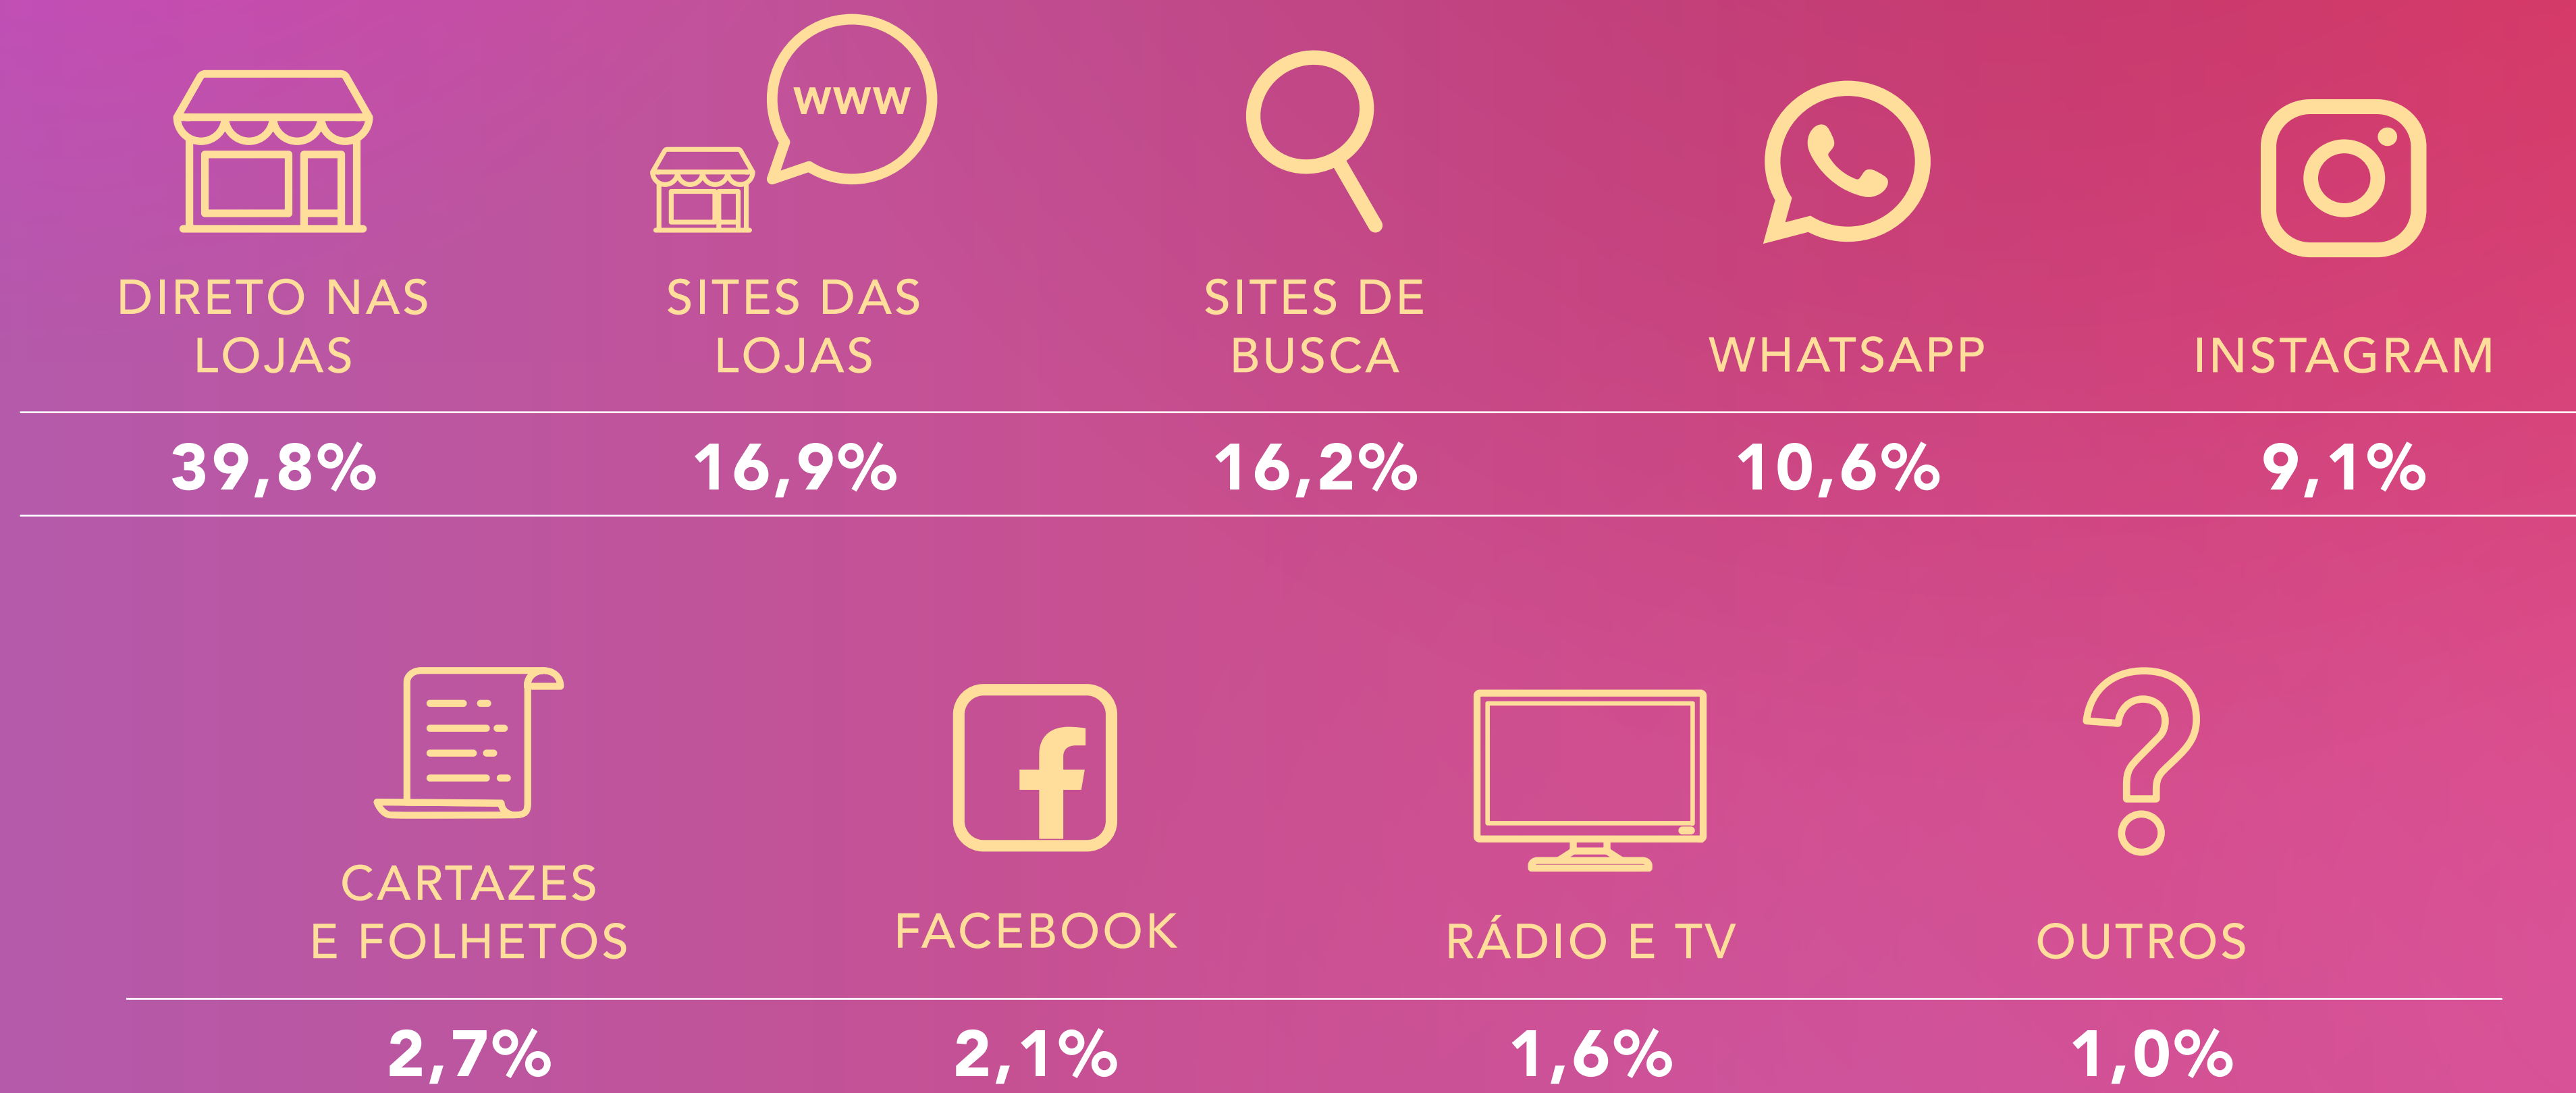 www
DIRETO NAS
LOJAS
SITES DAS
LOJAS
SITES DE
BUSCA
WHATSAPP
INSTAGRAM
39,8%
16,9%
16,2%
10,6%
9,1%
CARTAZES
E FOLHETOS
FACEBOOK
RÁDIO E TV
OUTROS
2,7%
2,1%
1,6%
1,0%